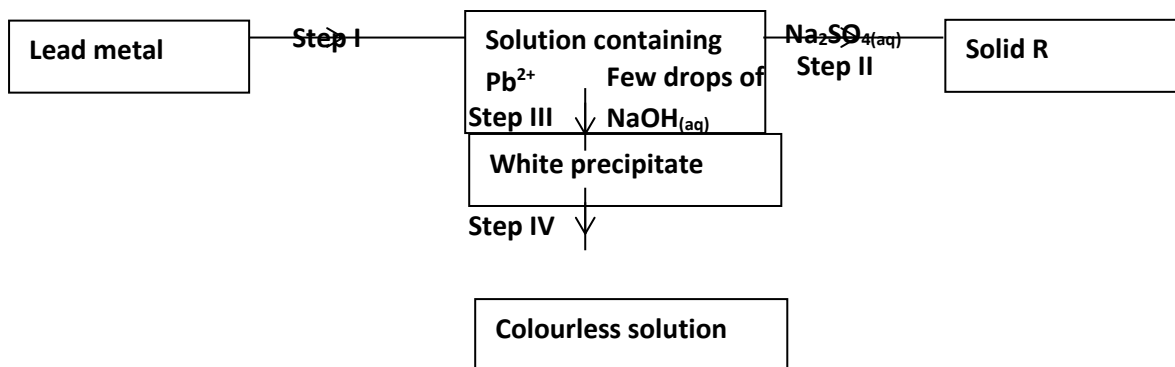 Lead metal
Step I
Solution containing
Pb²⁺
Few drops of
NaOH(aq)
Na₂SO₄(aq)
Step II
Solid R
Step III
White precipitate
Step IV
Colourless solution